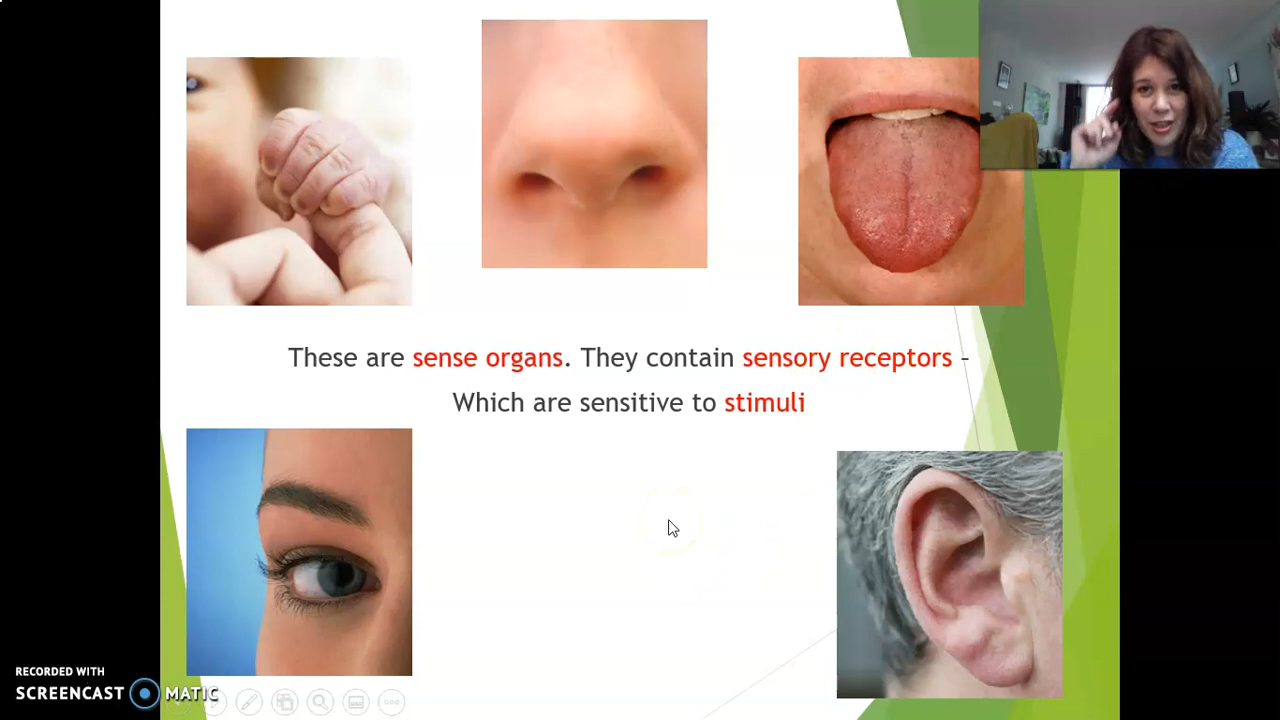 These are sense organs. They contain sensory receptors –
Which are sensitive to stimuli
RECORDED WITH
SCREENCAST MATIC